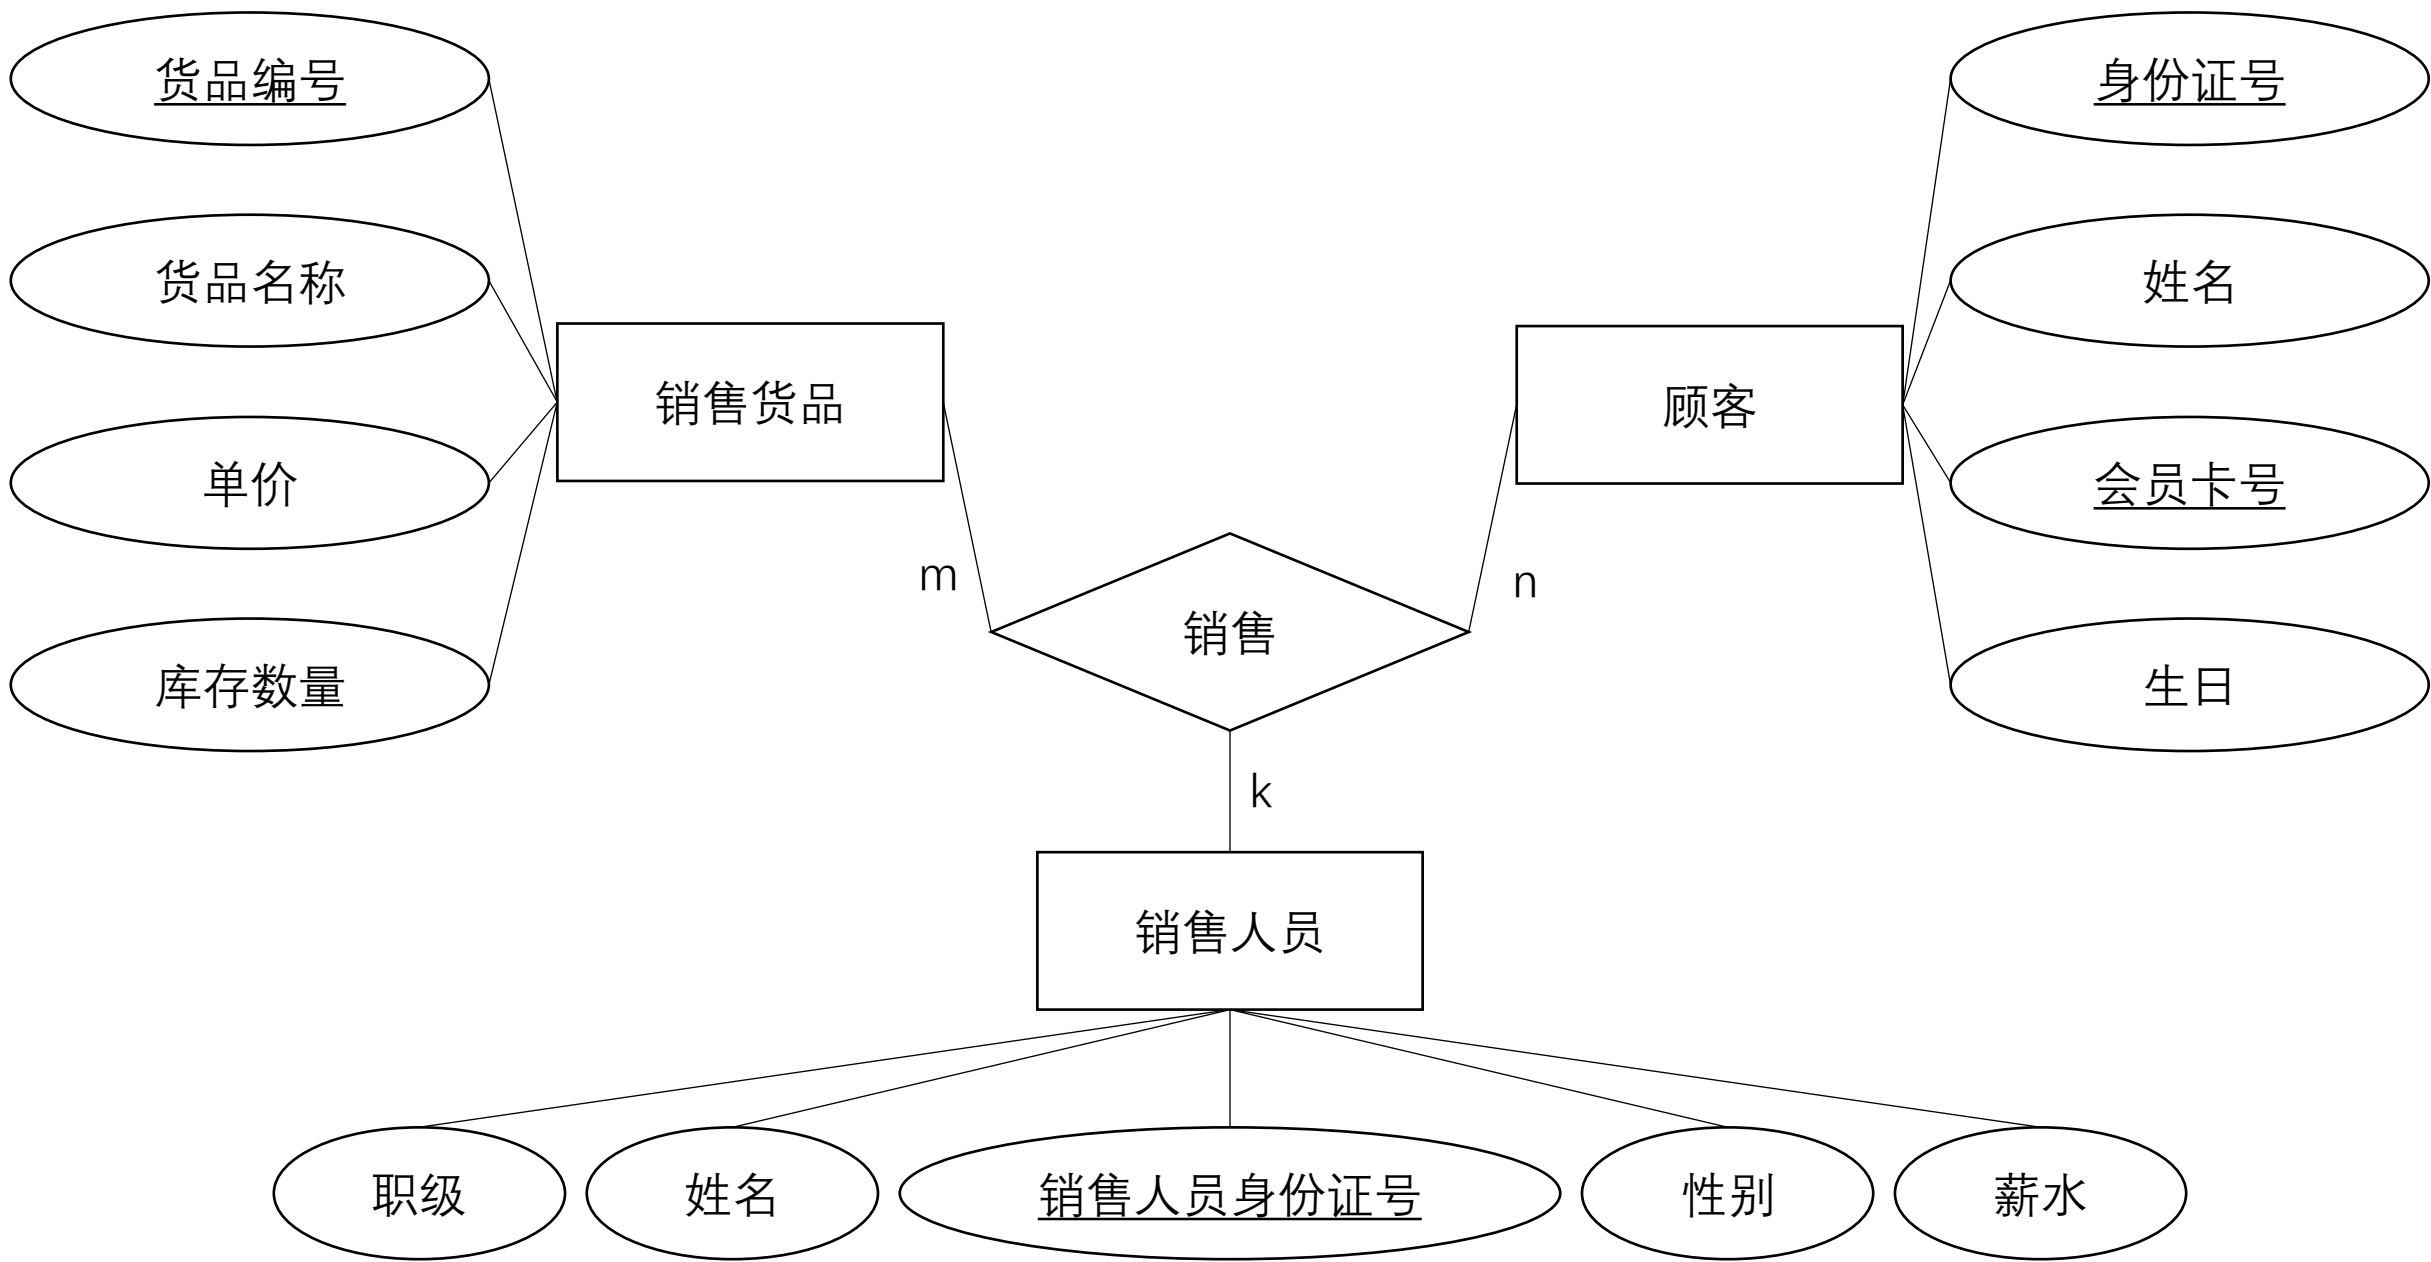 货品编号
身份证号
货品名称
姓名
销售货品
顾客
单价
会员卡号
m
n
销售
库存数量
生日
k
销售人员
职级
姓名
销售人员身份证号
性别
薪水